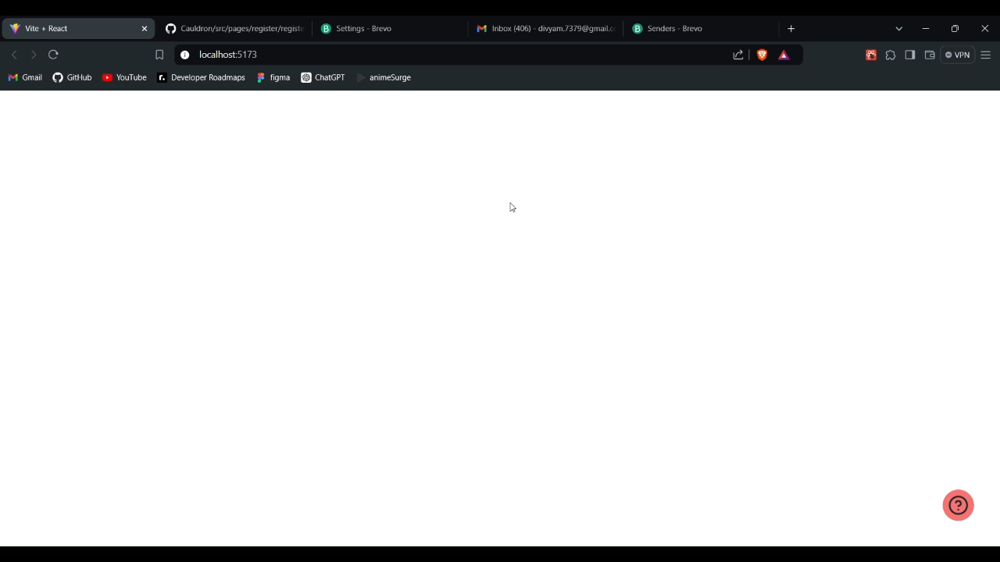 Vite + React
Cauldron/src/pages/register/registe
Settings - Brevo
Inbox (406) - divyam.7379@gmail.c
Senders - Brevo
localhost:5173
VPN
Gmail
GitHub
YouTube
Developer Roadmaps
figma
ChatGPT
animeSurge